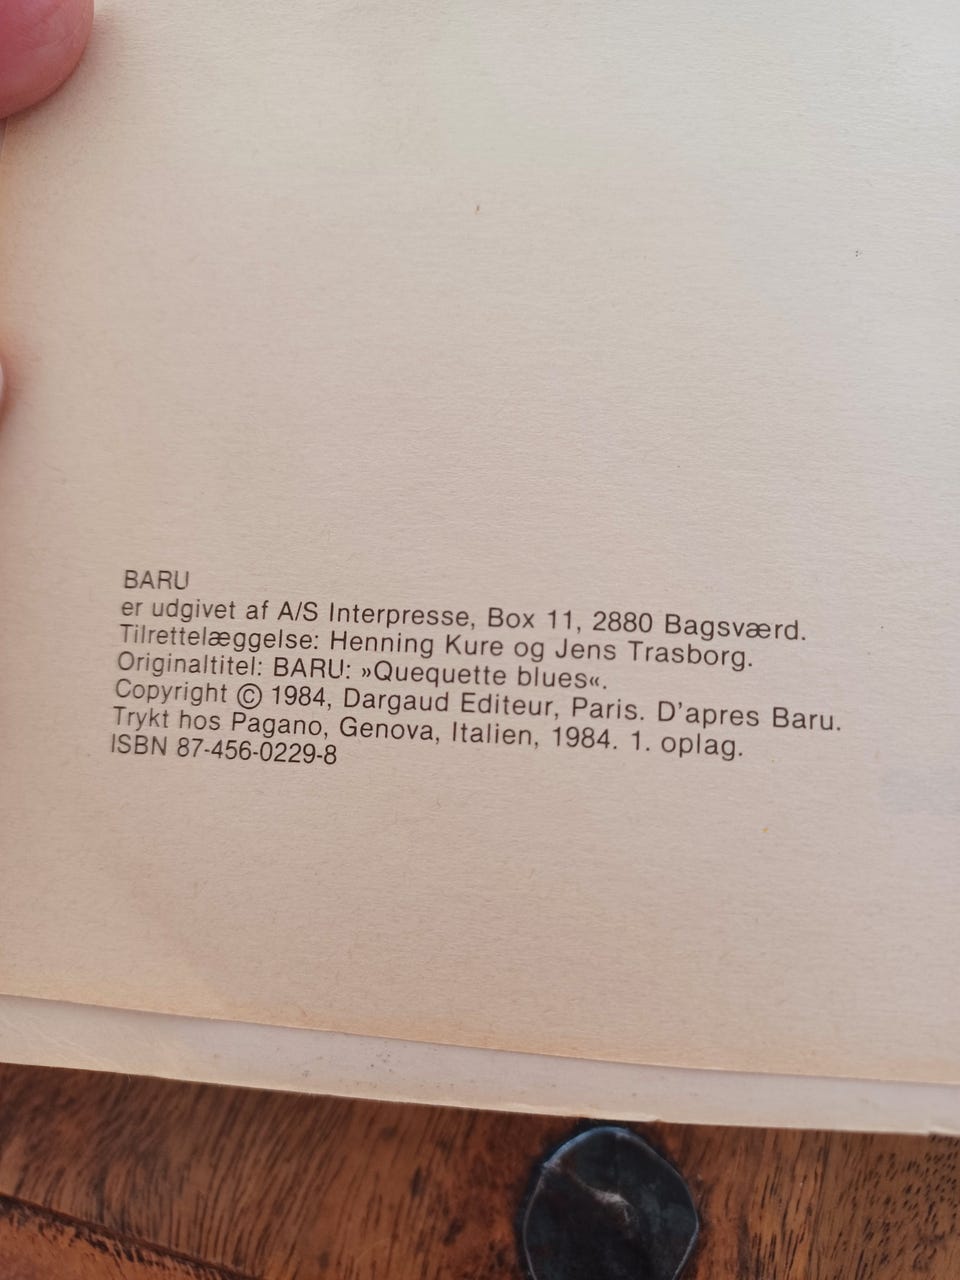 BARU
er udgivet af A/S Interpresse, Box 11, 2880 Bagsværd.
Tilrettelæggelse: Henning Kure og Jens Trasborg.
Originaltitel: BARU: »Quequette blues«.
Copyright © 1984, Dargaud Editeur, Paris. D'apres Baru.
Trykt hos Pagano, Genova, Italien, 1984. 1. oplag.
ISBN 87-456-0229-8